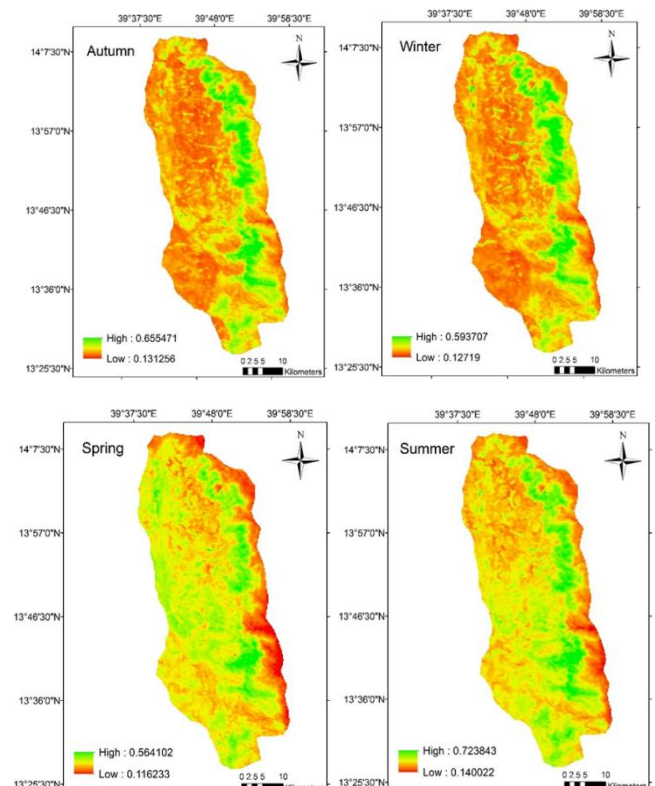 39°37'30"E 39°48'0"E 39°58'30"E
14°7'30"N
Autumn
N
13°57'0"N
13°46'30"N
13°36'0"N
High : 0.655471
Low : 0.131256
13°25'30"N
0 2.5 5 10
Kilometers
39°37'30"E 39°48'0"E 39°58'30"E
14°7'30"N
Winter
N
13°57'0"N
13°46'30"N
13°36'0"N
High : 0.593707
Low : 0.12719
13°25'30"N
0 2.5 5 10
Kilometers
39°37'30"E 39°48'0"E 39°58'30"E
14°7'30"N
Spring
N
13°57'0"N
13°46'30"N
13°36'0"N
High : 0.564102
Low : 0.116233
13°25'30"N
0 2.5 5 10
Kilometers
39°37'30"E 39°48'0"E 39°58'30"E
14°7'30"N
Summer
N
13°57'0"N
13°46'30"N
13°36'0"N
High : 0.723843
Low : 0.140022
13°25'30"N
0 2.5 5 10
Kilometers